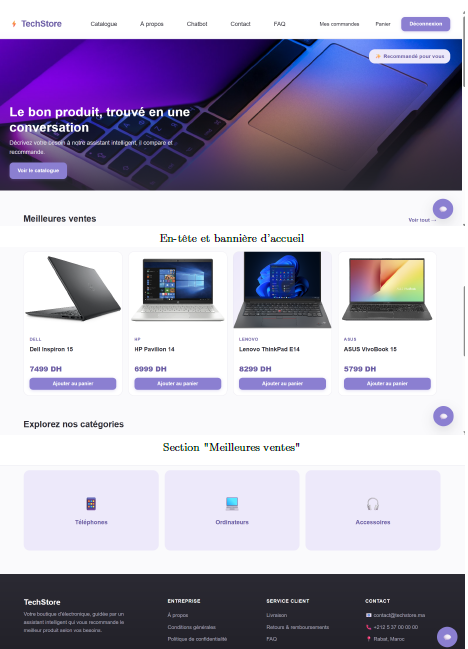 TechStore Catalogue À propos Chatbot Contact FAQ Mes commandes Panier Déconnexion
Recommandé pour vous
Le bon produit, trouvé en une
conversation
Décrivez votre besoin à notre assistant intelligent, il compare et
recommande.
Voir le catalogue
Meilleures ventes Voir tout →
En-tête et bannière d'accueil
DELL HP LENOVO ASUS
Dell Inspiron 15 HP Pavilion 14 Lenovo ThinkPad E14 ASUS VivoBook 15
7499 DH 6999 DH 8299 DH 5799 DH
Ajouter au panier Ajouter au panier Ajouter au panier Ajouter au panier
Explorez nos catégories
Section "Meilleures ventes"
Téléphones Ordinateurs Accessoires
TechStore ENTREPRISE SERVICE CLIENT CONTACT
Votre boutique d'électronique, guidée par un À propos Livraison contact@techstore.ma
assistant intelligent qui vous recommande le Conditions générales Retours & remboursements +212 5 37 00 00 00
meilleur produit selon vos besoins. Politique de confidentialité FAQ Rabat, Maroc